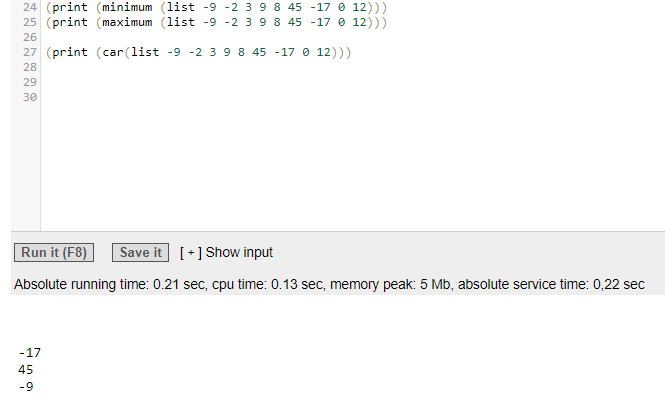 24 (print (minimum (list -9 -2 3 9 8 45 -17 0 12)))
25 (print (maximum (list -9 -2 3 9 8 45 -17 0 12)))
26
27 (print (car(list -9 -2 3 9 8 45 -17 0 12)))
28
29
30
Run it (F8) Save it [ + ] Show input
Absolute running time: 0.21 sec, cpu time: 0.13 sec, memory peak: 5 Mb, absolute service time: 0,22 sec
-17
45
-9